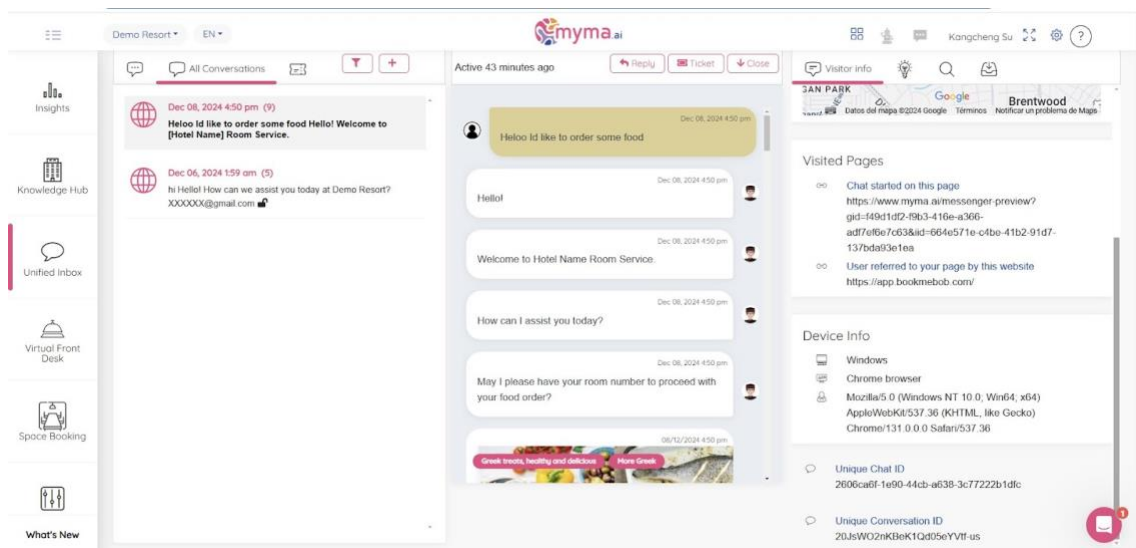 Demo Resort
EN
myma.ai
Kangcheng Su
?
Insights
Knowledge Hub
Unified Inbox
Virtual Front
Desk
Space Booking
What's New
All Conversations
Dec 08, 2024 4:50 pm (9)
Heloo Id like to order some food Hello! Welcome to
[Hotel Name] Room Service.
Dec 06, 2024 1:59 am (5)
hi Hello! How can we assist you today at Demo Resort?
XXXXXX@gmail.com
Active 43 minutes ago
Reply
Ticket
Close
Dec 08, 2024 4:50 pm
Heloo Id like to order some food
Dec 08, 2024 4:50 pm
Hello!
Dec 08, 2024 4:50 pm
Welcome to Hotel Name Room Service.
Dec 08, 2024 4:50 pm
How can I assist you today?
Dec 08, 2024 4:50 pm
May I please have your room number to proceed with
your food order?
08/12/2024 4:50 pm
Greek treats, healthy and delicious
More Greek
Visitor info
GAN PARK
Google
Brentwood
Datos del mapa ©2024 Google Términos Notificar un problema de Maps
Visited Pages
Chat started on this page
https://www.myma.ai/messenger-preview?
gid=f49d1df2-f9b3-416e-a366-
adf7ef6e7c63&iid=664e571e-c4be-41b2-91d7-
137bda93e1ea
User referred to your page by this website
https://app.bookmebob.com/
Device Info
Windows
Chrome browser
Mozilla/5.0 (Windows NT 10.0; Win64; x64)
AppleWebKit/537.36 (KHTML, like Gecko)
Chrome/131.0.0.0 Safari/537.36
Unique Chat ID
2606ca6f-1e90-44cb-a638-3c77222b1dfc
Unique Conversation ID
20JsWO2nKBeK1Qd05eYVtf-us
1